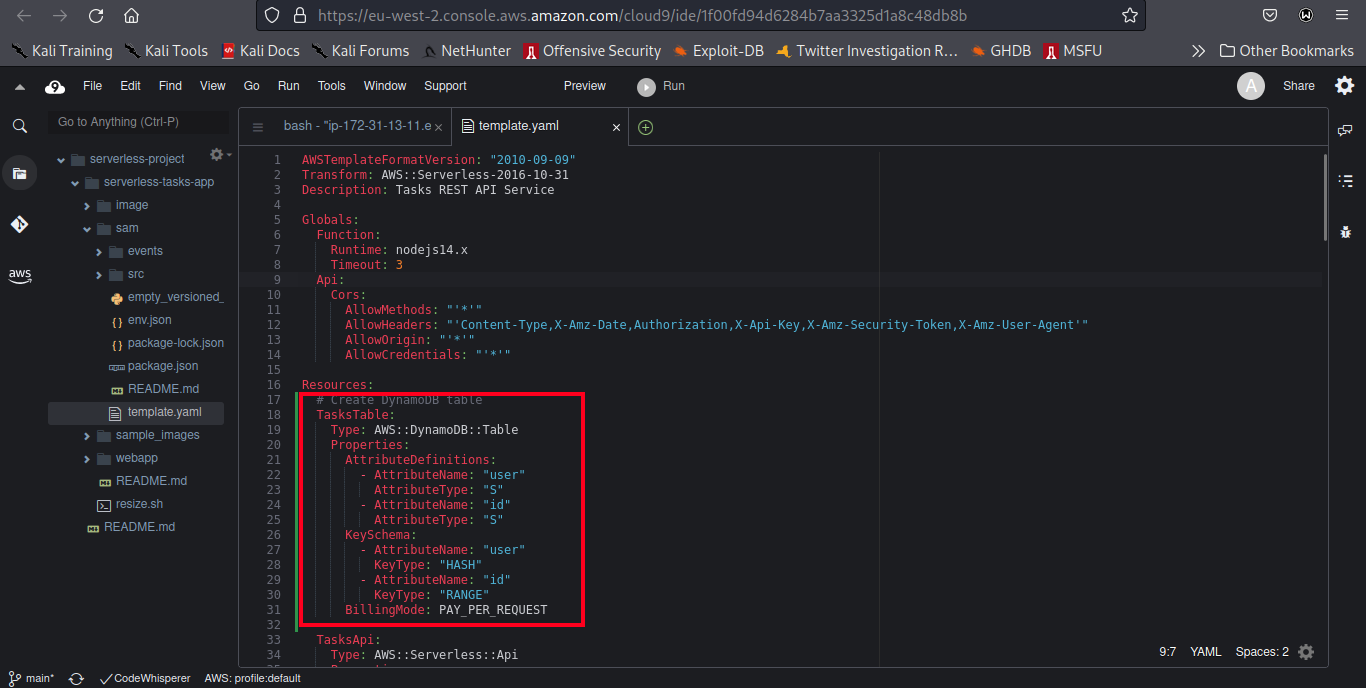 https://eu-west-2.console.aws.amazon.com/cloud9/ide/1f00fd94d6284b7aa3325d1a8c48db8b
Kali Training Kali Tools Kali Docs Kali Forums NetHunter Offensive Security Exploit-DB Twitter Investigation R… GHDB MSFU Other Bookmarks
9 File Edit Find View Go Run Tools Window Support Preview Run A Share
Go to Anything (Ctrl-P)
bash - "ip-172-31-13-11.e × template.yaml ×
serverless-project
serverless-tasks-app
image
sam
events
src
empty_versioned_
env.json
package-lock.json
package.json
README.md
template.yaml
sample_images
webapp
README.md
resize.sh
README.md
aws
1 AWSTemplateFormatVersion: "2010-09-09"
2 Transform: AWS::Serverless-2016-10-31
3 Description: Tasks REST API Service
4
5 Globals:
6 Function:
7 Runtime: nodejs14.x
8 Timeout: 3
9 Api:
10 Cors:
11 AllowMethods: "'*'"
12 AllowHeaders: "'Content-Type,X-Amz-Date,Authorization,X-Api-Key,X-Amz-Security-Token,X-Amz-User-Agent'"
13 AllowOrigin: "'*'"
14 AllowCredentials: "'*'"
15
16 Resources:
17 # Create DynamoDB table
18 TasksTable:
19 Type: AWS::DynamoDB::Table
20 Properties:
21 AttributeDefinitions:
22 - AttributeName: "user"
23 AttributeType: "S"
24 - AttributeName: "id"
25 AttributeType: "S"
26 KeySchema:
27 - AttributeName: "user"
28 KeyType: "HASH"
29 - AttributeName: "id"
30 KeyType: "RANGE"
31 BillingMode: PAY_PER_REQUEST
32
33 TasksApi:
34 Type: AWS::Serverless::Api
9:7 YAML Spaces: 2
main* CodeWhisperer AWS: profile:default